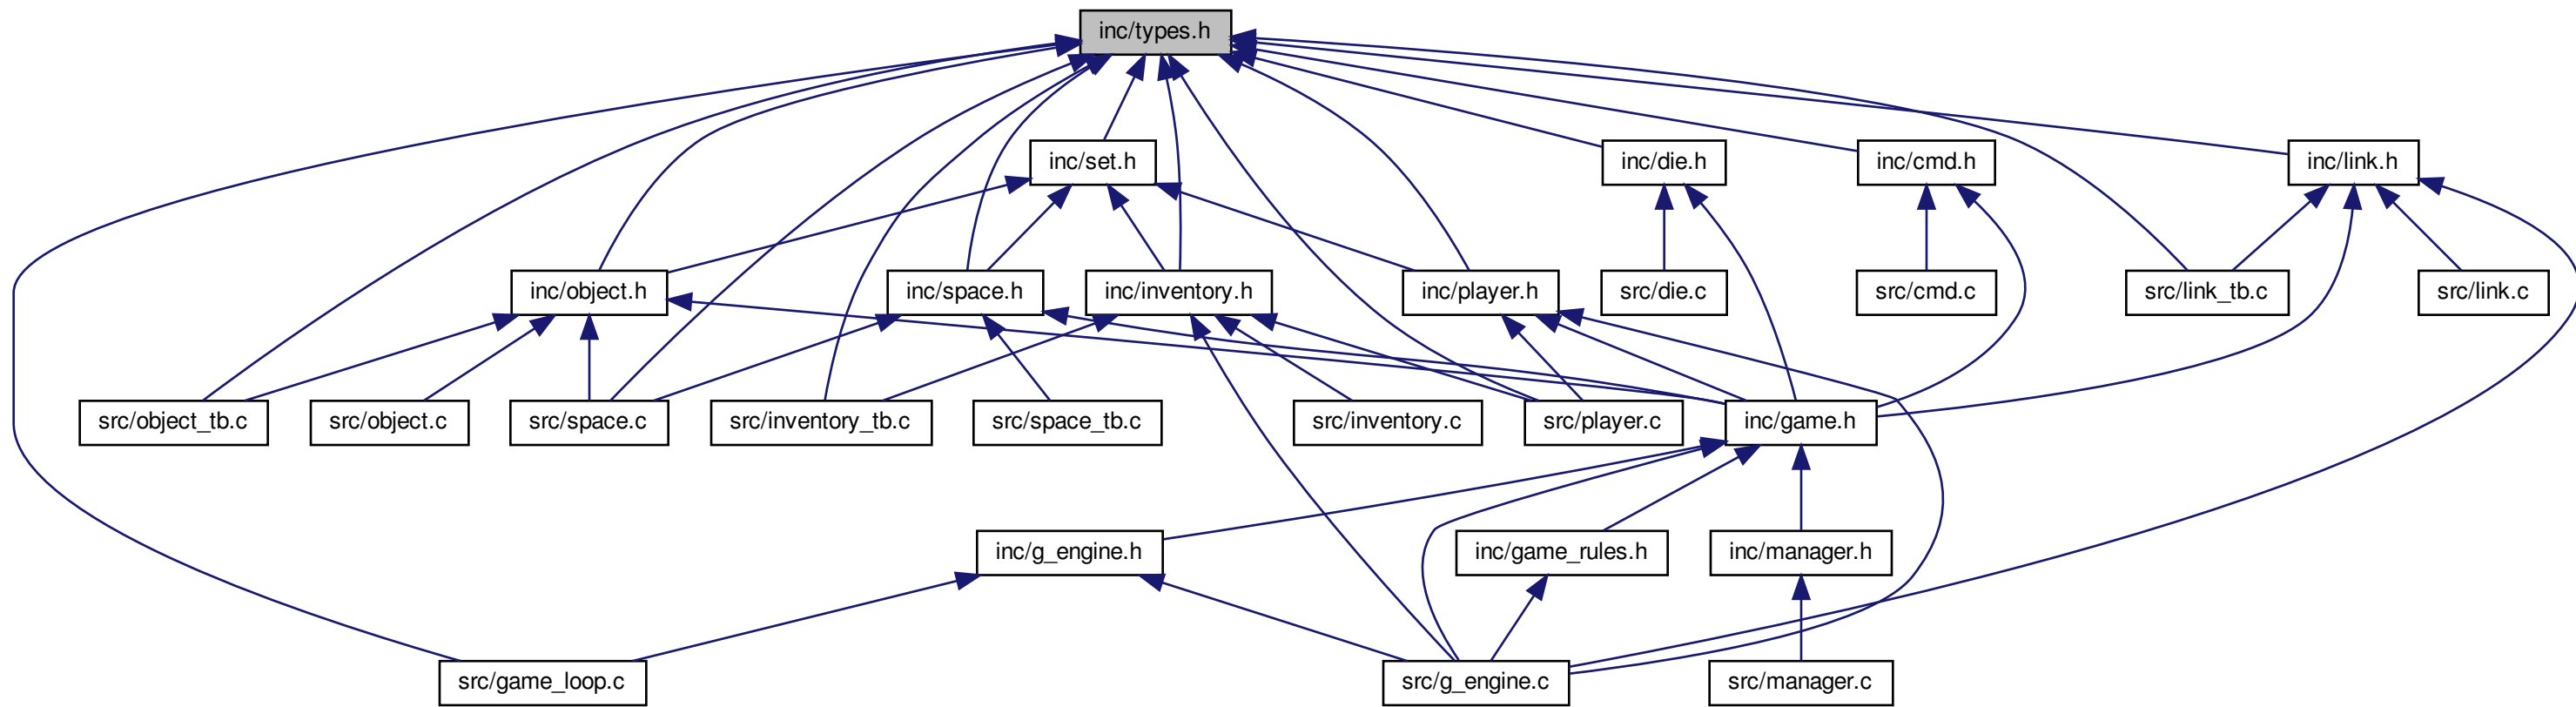 inc/types.h
inc/set.h
inc/die.h
inc/cmd.h
inc/link.h
inc/object.h
inc/space.h
inc/inventory.h
inc/player.h
src/die.c
src/cmd.c
src/link_tb.c
src/link.c
src/object_tb.c
src/object.c
src/space.c
src/inventory_tb.c
src/space_tb.c
src/inventory.c
src/player.c
inc/game.h
inc/g_engine.h
inc/game_rules.h
inc/manager.h
src/game_loop.c
src/g_engine.c
src/manager.c